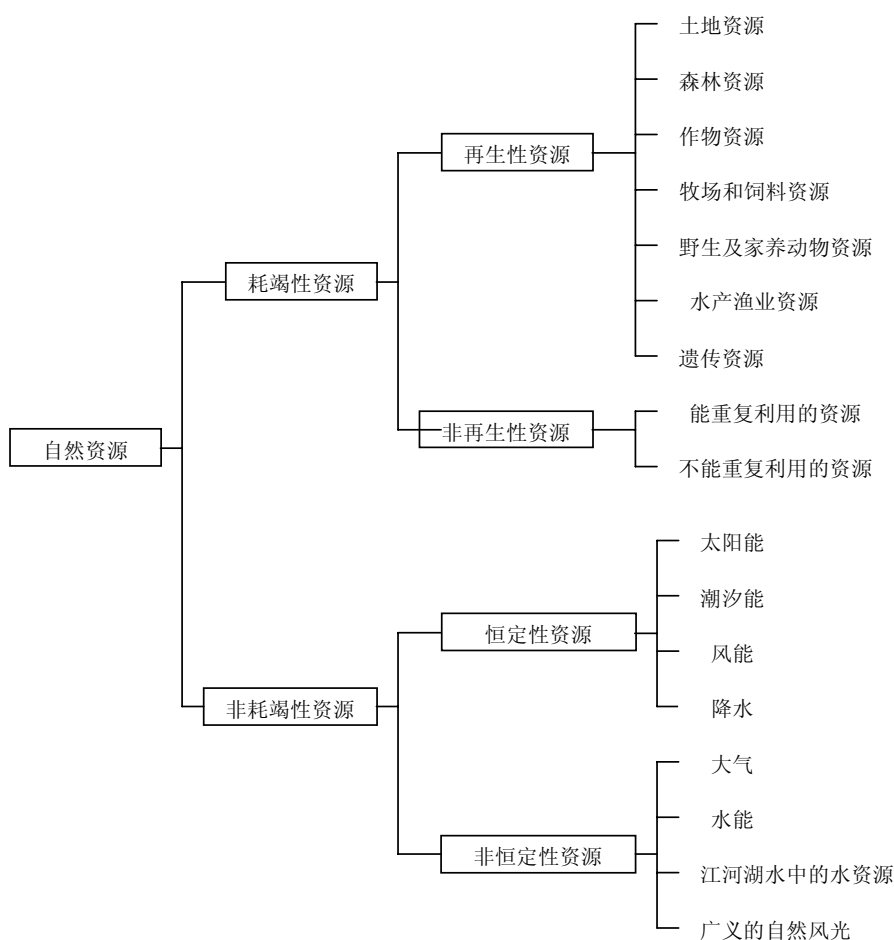 土地资源
森林资源
作物资源
再生性资源
牧场和饲料资源
野生及家养动物资源
耗竭性资源
水产渔业资源
遗传资源
能重复利用的资源
非再生性资源
自然资源
不能重复利用的资源
太阳能
潮汐能
恒定性资源
风能
非耗竭性资源
降水
大气
水能
非恒定性资源
江河湖水中的水资源
广义的自然风光